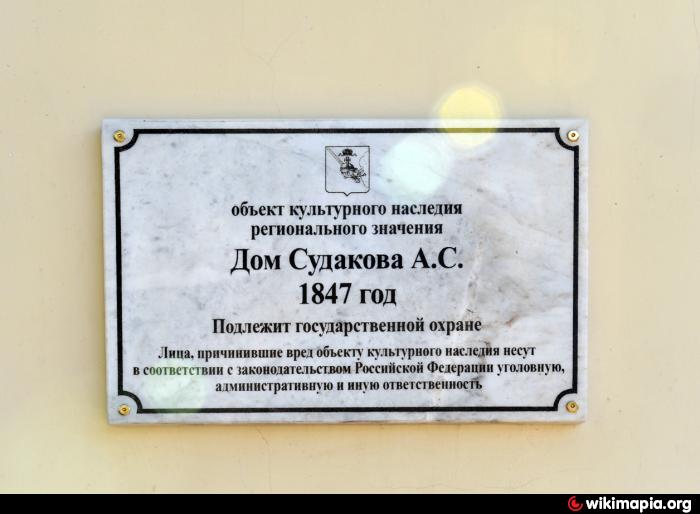 объект культурного наследия
регионального значения
Дом Судакова А.С.
1847 год
Подлежит государственной охране
Лица, причинившие вред объекту культурного наследия несут
в соответствии с законодательством Российской Федерации уголовную,
административную и иную ответственность
wikimapia.org